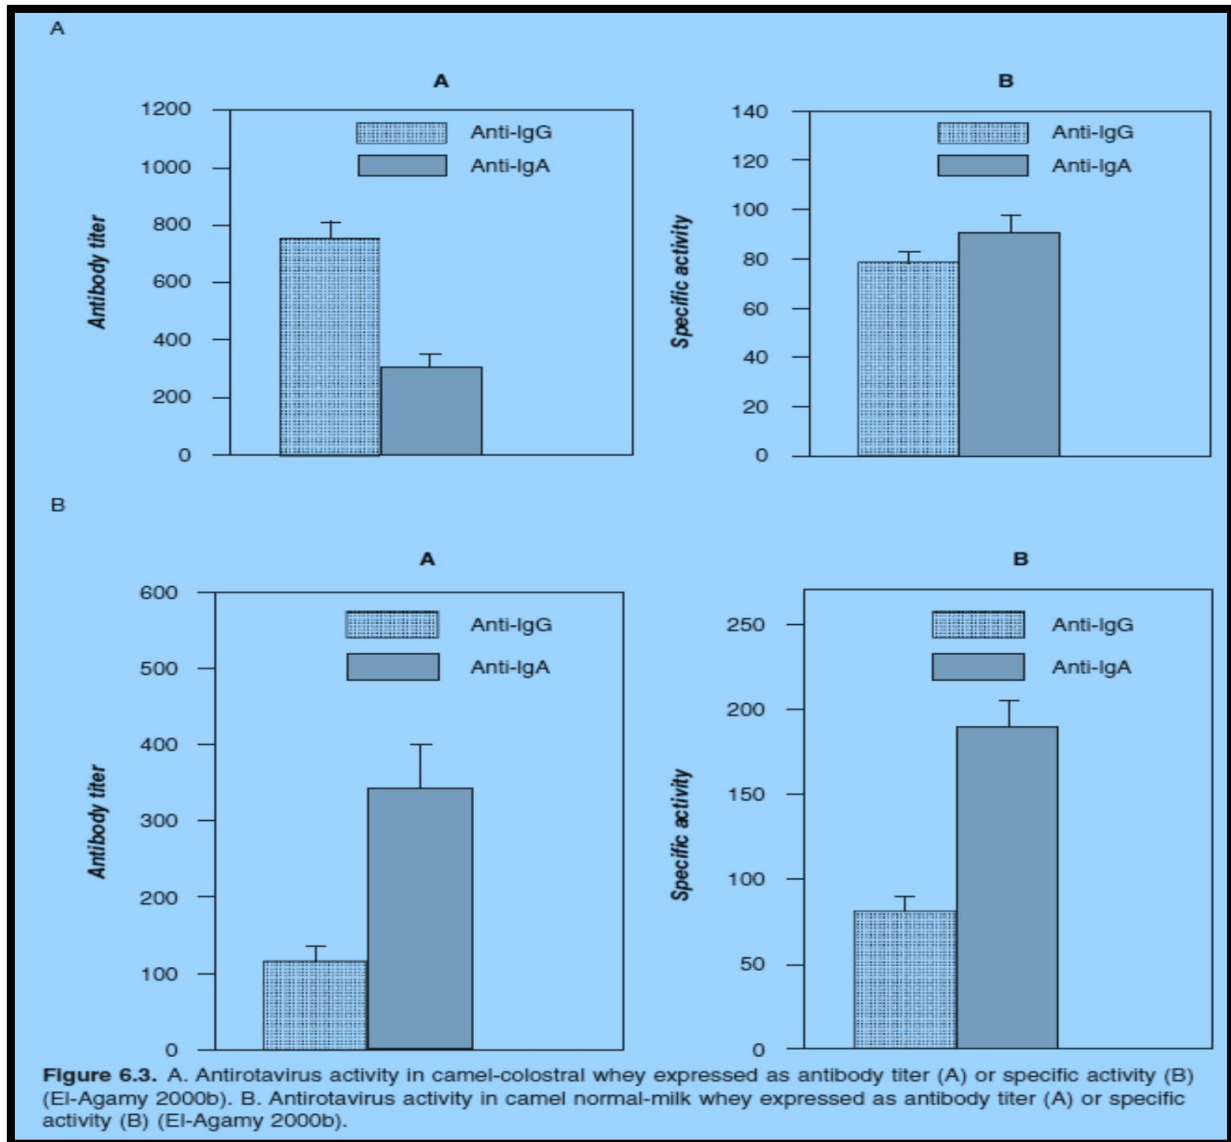 A
A
1200
1000
800
600
400
200
0
Antibody titer
Anti-IgG
Anti-IgA
B
140
120
100
80
60
40
20
0
Specific activity
Anti-IgG
Anti-IgA
B
A
600
500
400
300
200
100
0
Antibody titer
Anti-IgG
Anti-IgA
B
250
200
150
100
50
0
Specific activity
Anti-IgG
Anti-IgA
Figure 6.3. A. Antirotavirus activity in camel-colostral whey expressed as antibody titer (A) or specific activity (B)
(El-Agamy 2000b). B. Antirotavirus activity in camel normal-milk whey expressed as antibody titer (A) or specific
activity (B) (El-Agamy 2000b).